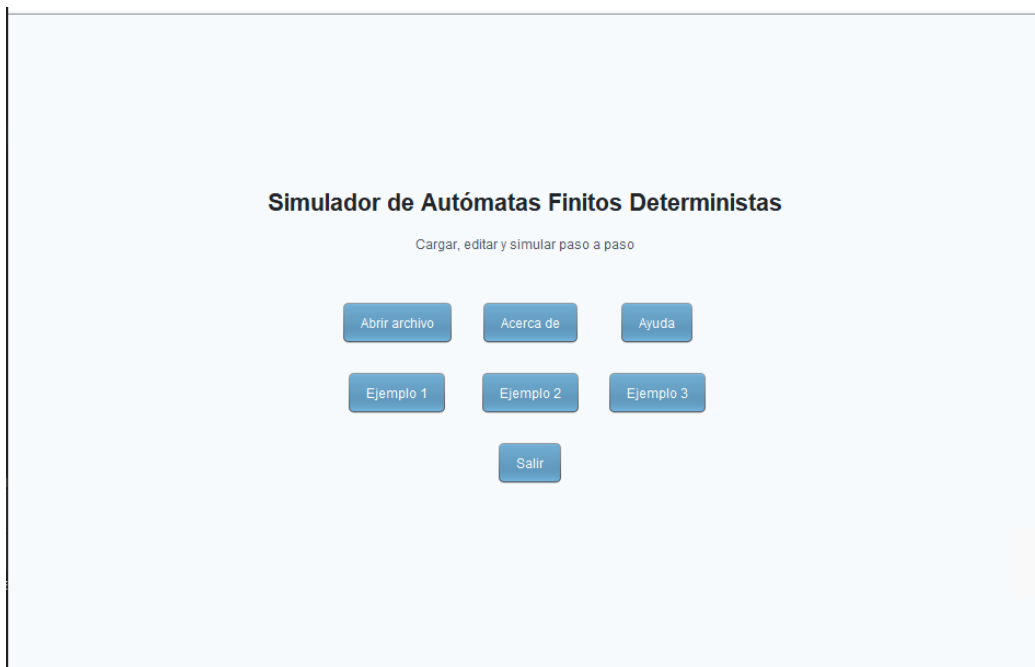 Simulador de Autómatas Finitos Deterministas
Cargar, editar y simular paso a paso
Abrir archivo Acerca de Ayuda
Ejemplo 1 Ejemplo 2 Ejemplo 3
Salir